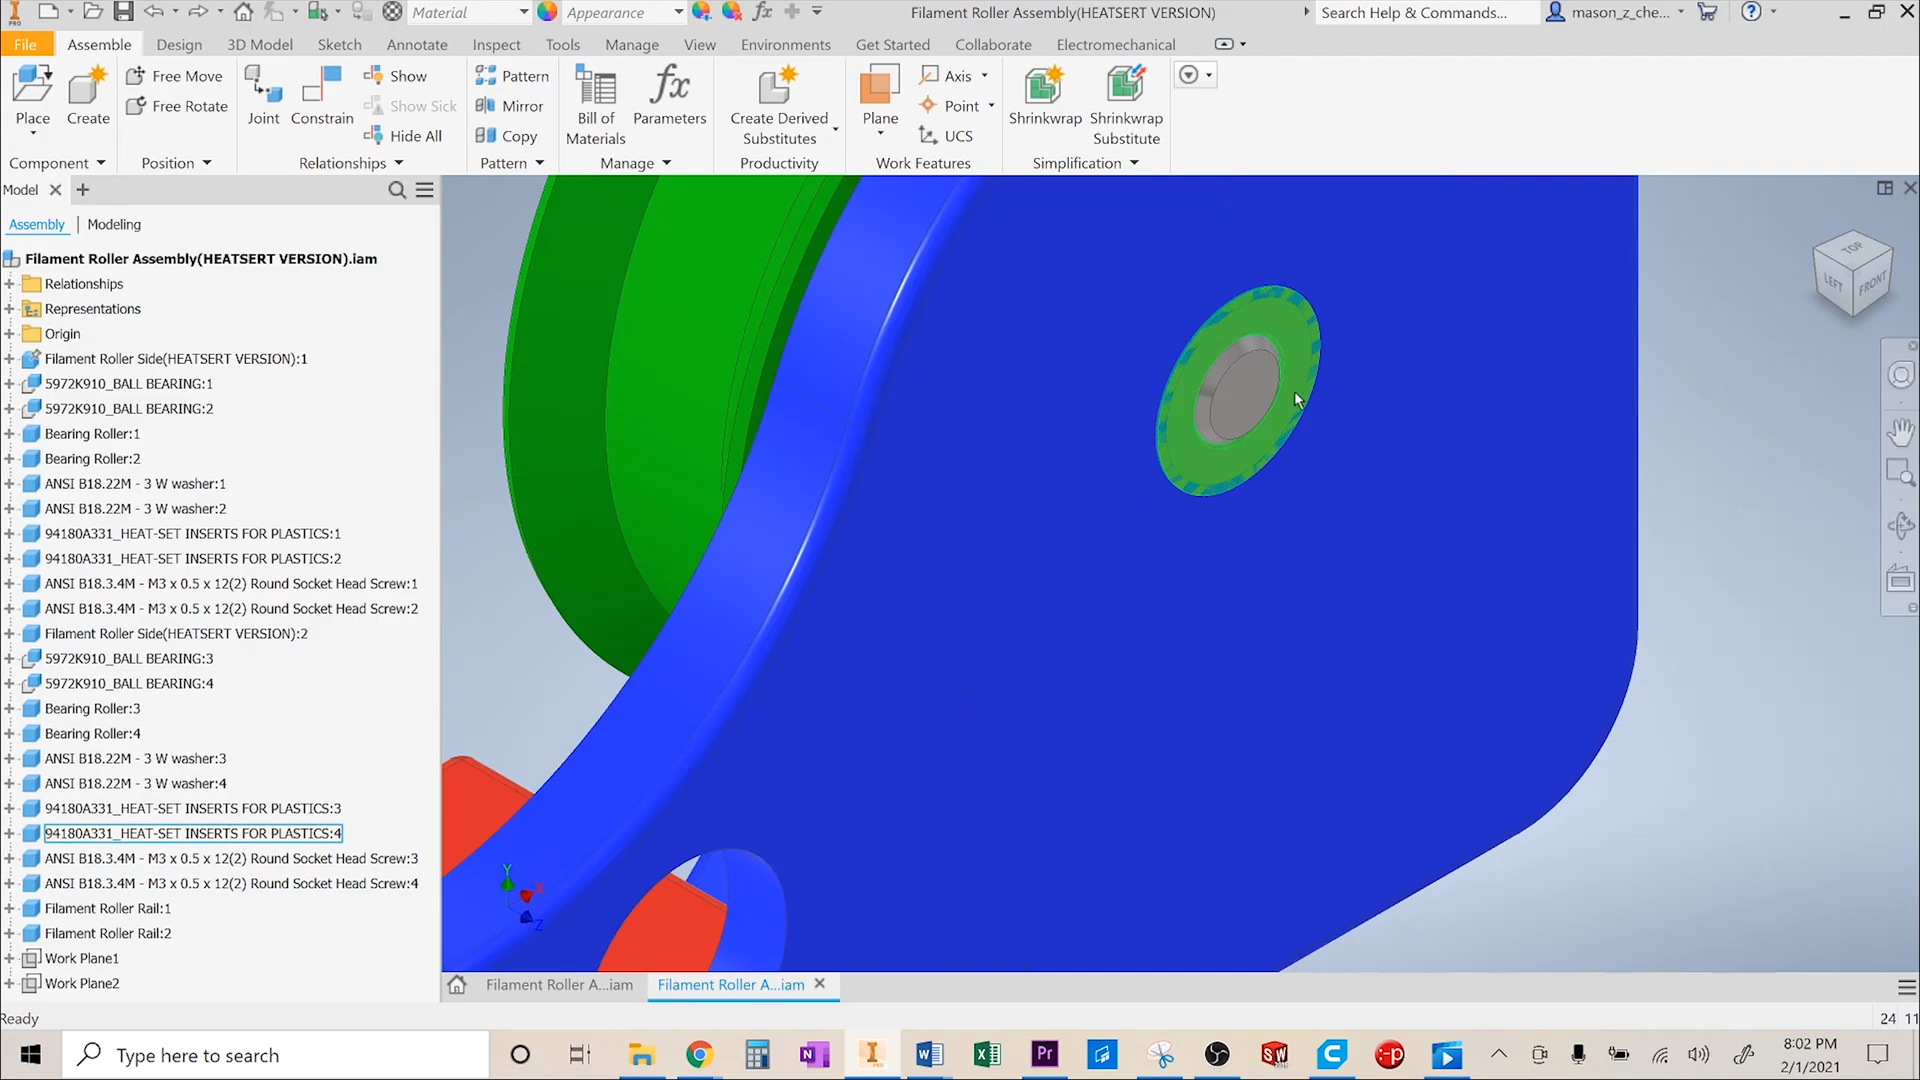 Material
Appearance
fx
Filament Roller Assembly(HEATSERT VERSION)
Search Help & Commands...
mason_z_che...
File
Assemble
Design
3D Model
Sketch
Annotate
Inspect
Tools
Manage
View
Environments
Get Started
Collaborate
Electromechanical
Place
Create
Free Move
Free Rotate
Joint
Constrain
Show
Show Sick
Hide All
Pattern
Mirror
Copy
Bill of
Materials
fx
Parameters
Create Derived
Substitutes
Plane
Axis
Point
UCS
Shrinkwrap
Shrinkwrap
Substitute
Component
Position
Relationships
Pattern
Manage
Productivity
Work Features
Simplification
Model
Assembly
Modeling
Filament Roller Assembly(HEATSERT VERSION).iam
Relationships
Representations
Origin
Filament Roller Side(HEATSERT VERSION):1
5972K910_BALL BEARING:1
5972K910_BALL BEARING:2
Bearing Roller:1
Bearing Roller:2
ANSI B18.22M - 3 W washer:1
ANSI B18.22M - 3 W washer:2
94180A331_HEAT-SET INSERTS FOR PLASTICS:1
94180A331_HEAT-SET INSERTS FOR PLASTICS:2
ANSI B18.3.4M - M3 x 0.5 x 12(2) Round Socket Head Screw:1
ANSI B18.3.4M - M3 x 0.5 x 12(2) Round Socket Head Screw:2
Filament Roller Side(HEATSERT VERSION):2
5972K910_BALL BEARING:3
5972K910_BALL BEARING:4
Bearing Roller:3
Bearing Roller:4
ANSI B18.22M - 3 W washer:3
ANSI B18.22M - 3 W washer:4
94180A331_HEAT-SET INSERTS FOR PLASTICS:3
94180A331_HEAT-SET INSERTS FOR PLASTICS:4
ANSI B18.3.4M - M3 x 0.5 x 12(2) Round Socket Head Screw:3
ANSI B18.3.4M - M3 x 0.5 x 12(2) Round Socket Head Screw:4
Filament Roller Rail:1
Filament Roller Rail:2
Work Plane1
Work Plane2
TOP
LEFT
FRONT
Y
X
Z
Filament Roller A...iam
Filament Roller A...iam
Ready
24 11
Type here to search
8:02 PM
2/1/2021